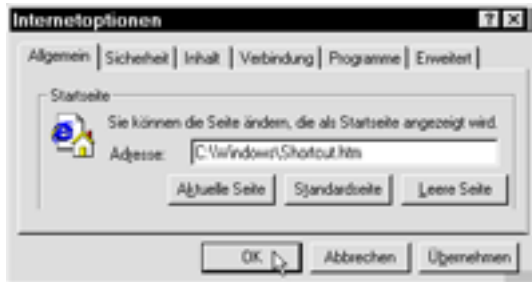 Internetoptionen
Allgemein Sicherheit Inhalt Verbindung Programme Erweitert
Startseite
Sie können die Seite ändern, die als Startseite angezeigt wird.
Adresse: C:\Windows\Shortcut.htm
Aktuelle Seite Standardseite Leere Seite
OK Abbrechen Übernehmen